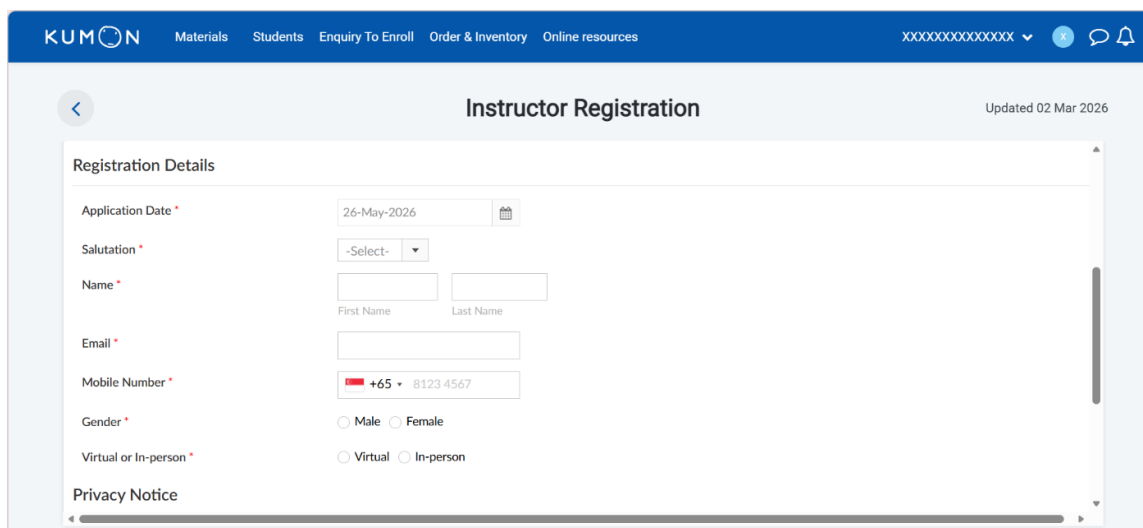 KUMON Materials Students Enquiry To Enroll Order & Inventory Online resources XXXXXXXXXXXXXX X
Instructor Registration Updated 02 Mar 2026
Registration Details
Application Date * 26-May-2026
Salutation * -Select-
Name *
First Name Last Name
Email *
Mobile Number * +65 8123 4567
Gender * Male Female
Virtual or In-person * Virtual In-person
Privacy Notice